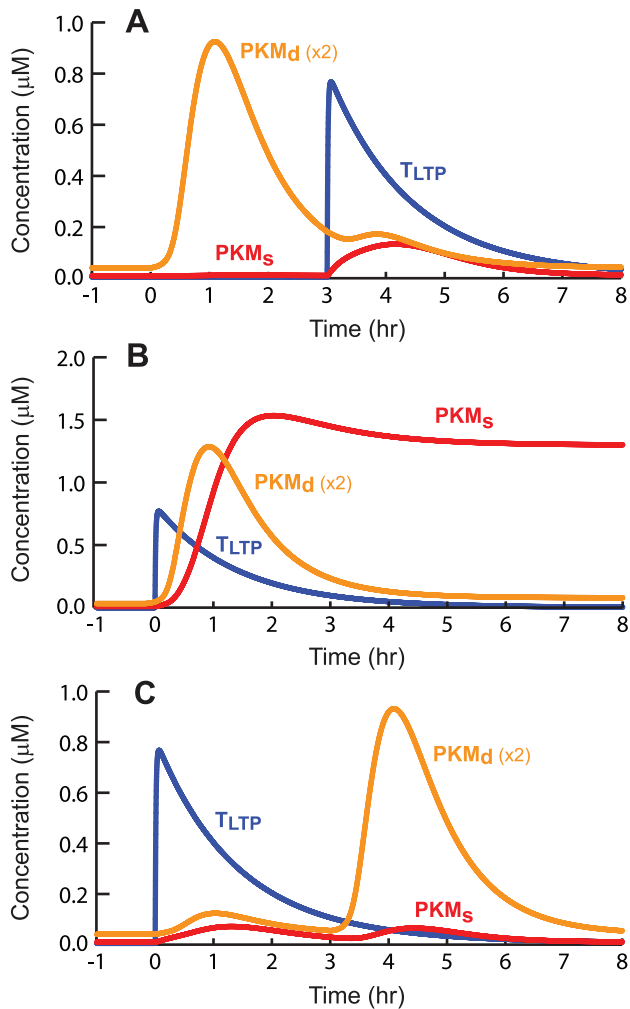 A
1.0
PKMd (x2)
0.8
0.6
TLTP
0.4
0.2
PKMs
0.0
-1 0 1 2 3 4 5 6 7 8
Concentration (μM)
Time (hr)
B
2.0
PKMs
1.5
PKMd (x2)
1.0
TLTP
0.5
0.0
-1 0 1 2 3 4 5 6 7 8
Concentration (μM)
Time (hr)
C
1.0
PKMd (x2)
0.8
TLTP
0.6
0.4
0.2
PKMs
0.0
-1 0 1 2 3 4 5 6 7 8
Concentration (μM)
Time (hr)